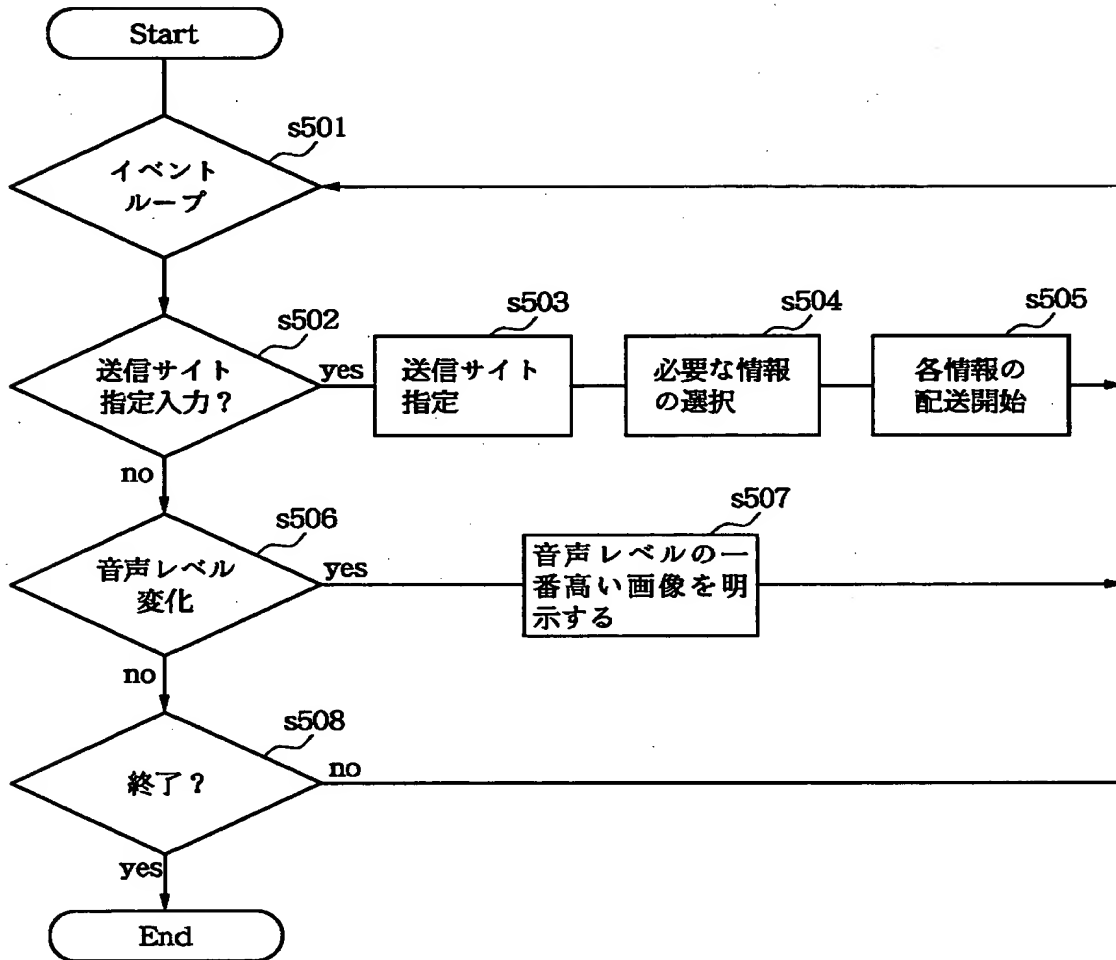 Start
s501
イベント
ループ
s502
送信サイト
指定入力?
yes
s503
送信サイト
指定
s504
必要な情報
の選択
s505
各情報の
配送開始
no
s506
音声レベル
変化
yes
s507
音声レベルの一
番高い画像を明
示する
no
s508
終了?
no
yes
End